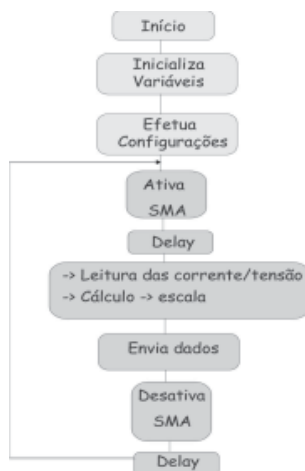 Início
Inicializa
Variáveis
Efetua
Configurações
Ativa
SMA
Delay
-> Leitura das corrente/tensão
-> Cálculo -> escala
Envia dados
Desativa
SMA
Delay